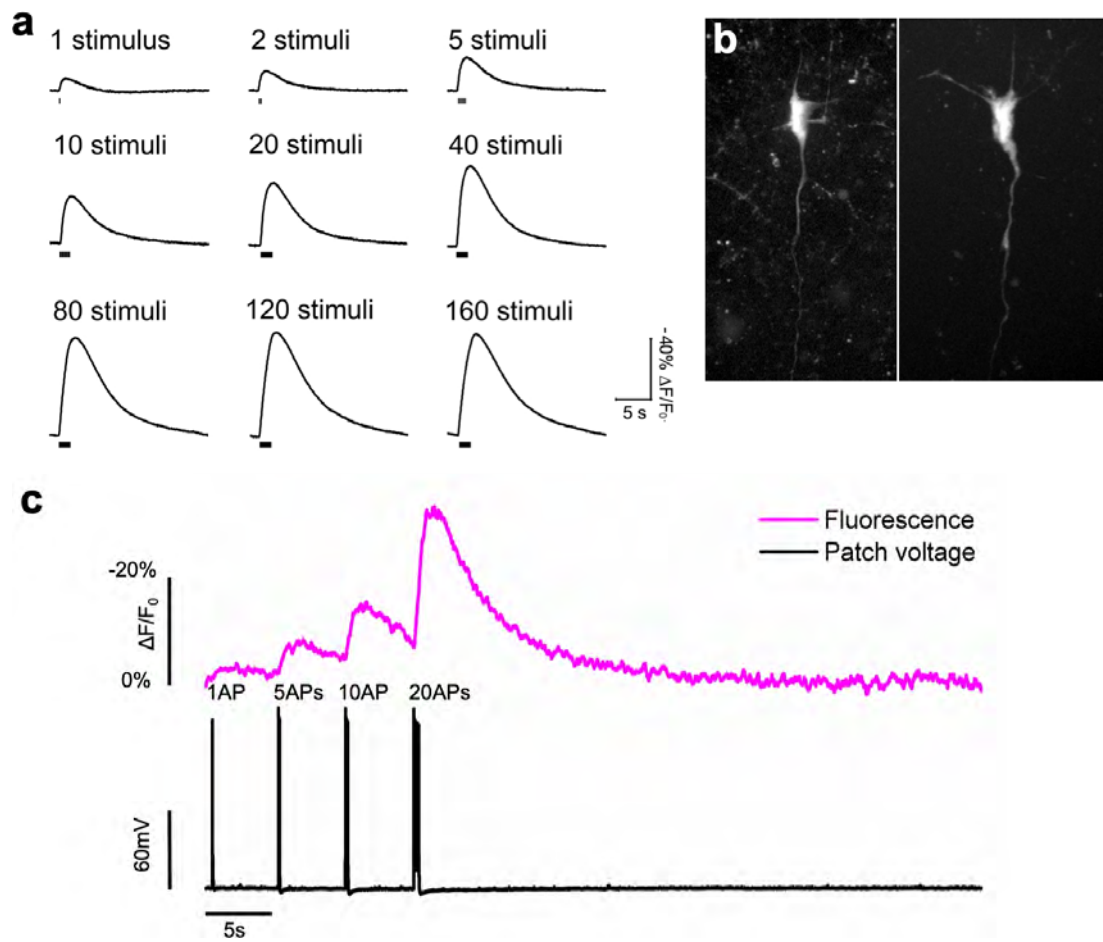 a
1 stimulus 2 stimuli 5 stimuli
10 stimuli 20 stimuli 40 stimuli
80 stimuli 120 stimuli 160 stimuli
-40% ΔF/F₀.
5 s
b
c
Fluorescence
Patch voltage
-20%
ΔF/F₀
0%
1AP 5APs 10AP 20APs
60mV
5s